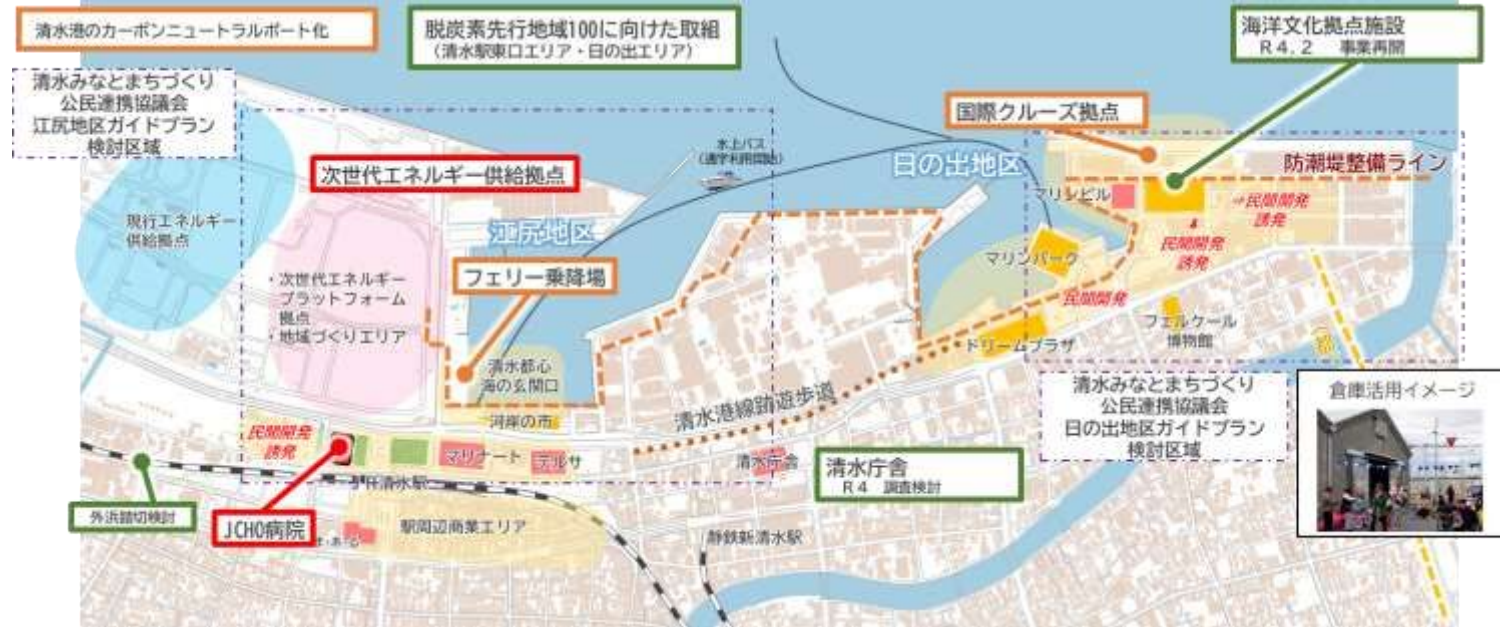 清水港のカーボンニュートラルポート化
脱炭素先行地域100に向けた取組
(清水駅東口エリア・日の出エリア)
海洋文化拠点施設
R4.2 事業再開
清水みなとまちづくり
公民連携協議会
江尻地区ガイドプラン
検討区域
国際クルーズ拠点
水上バス
日の出地区
防潮堤整備ライン
次世代エネルギー供給拠点
マリンビル
⇒民間開発
誘発
現行エネルギー
供給拠点
江尻地区
民間開発
誘発
マリンパーク
フェリー乗降場
・次世代エネルギー
プラットフォーム
拠点
・地域づくりエリア
民間開発
フェルケール
博物館
ドリームプラザ
清水都心
海の玄関口
清水みなとまちづくり
公民連携協議会
日の出地区ガイドプラン
検討区域
倉庫活用イメージ
清水港線跡遊歩道
河岸の市
民間開発
誘発
マリナート
テルサ
清水庁舎
清水庁舎
R4 調査検討
JR清水駅
外浜踏切検討
JCHO病院
駅周辺商業エリア
静鉄新清水駅